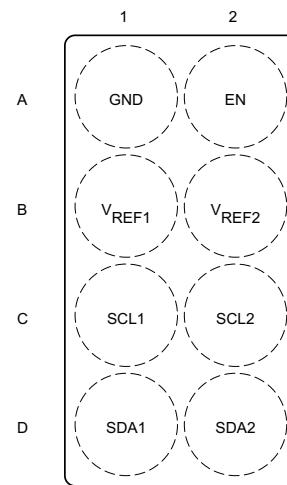 1 2
A GND EN
B VREF1 VREF2
C SCL1 SCL2
D SDA1 SDA2